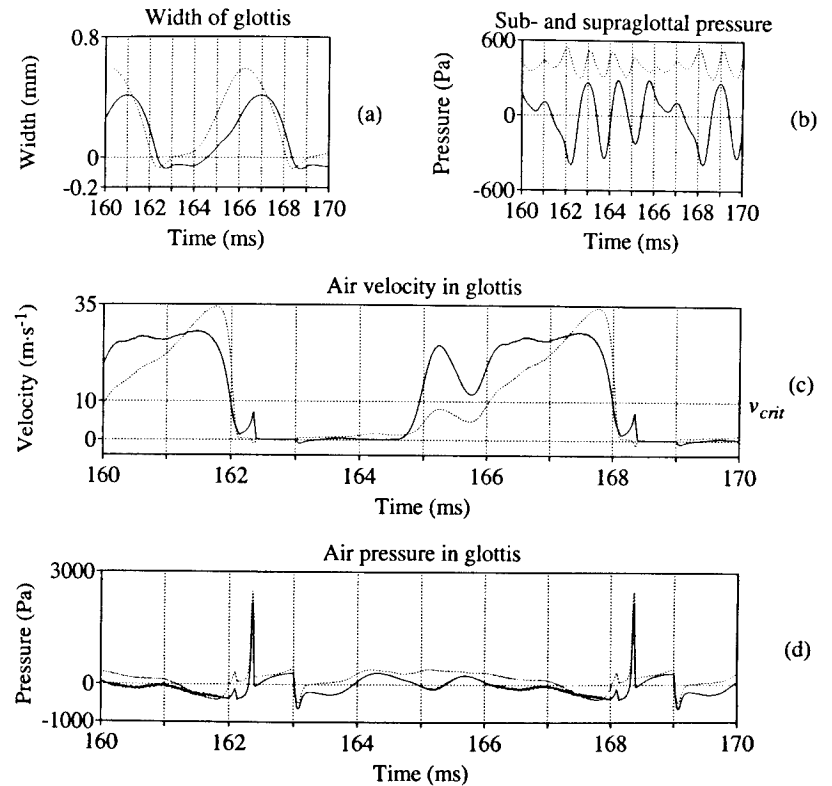 Width of glottis
0.8
0
-0.2
Width (mm)
160 162 164 166 168 170
Time (ms)
(a)
Sub- and supraglottal pressure
600
0
-600
Pressure (Pa)
160 162 164 166 168 170
Time (ms)
(b)
Air velocity in glottis
35
10
0
Velocity (m·s⁻¹)
v_crit
160 162 164 166 168 170
Time (ms)
(c)
Air pressure in glottis
3000
0
-1000
Pressure (Pa)
160 162 164 166 168 170
Time (ms)
(d)